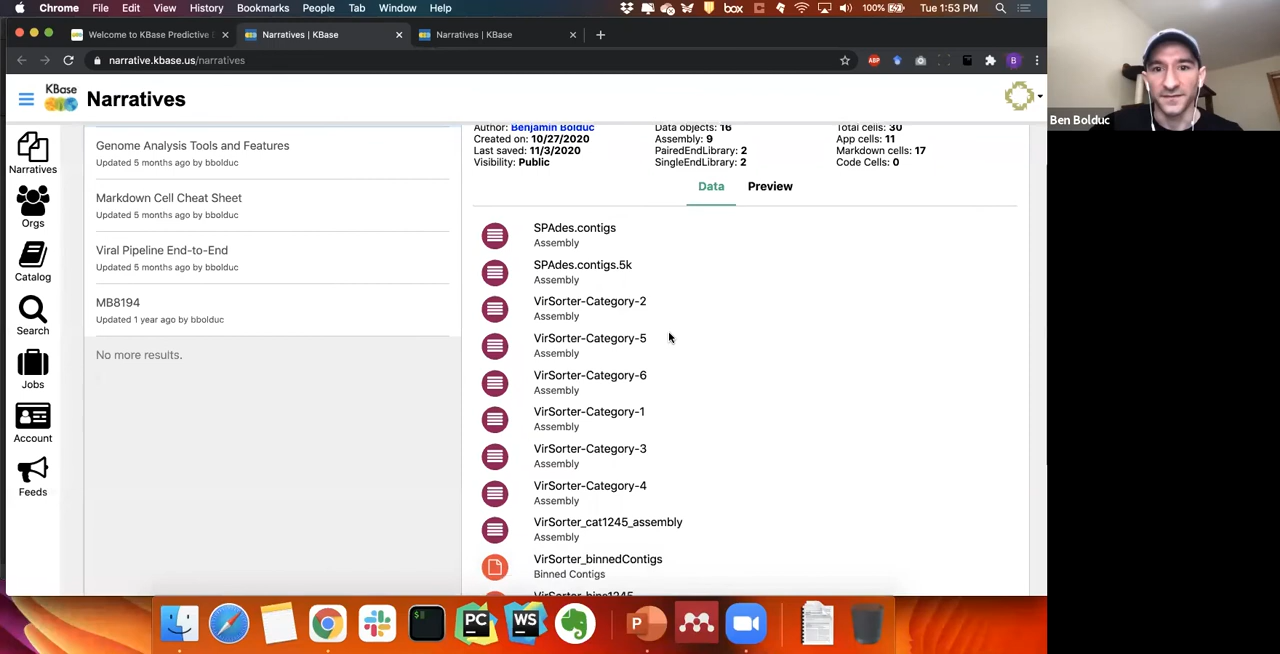 Chrome File Edit View History Bookmarks People Tab Window Help
box
100%
Tue 1:53 PM
Welcome to KBase Predictive
Narratives | KBase
Narratives | KBase
narrative.kbase.us/narratives
ABP
B
KBase
Narratives
Ben Bolduc
Narratives
Orgs
Catalog
Search
Jobs
Account
Feeds
Genome Analysis Tools and Features
Updated 5 months ago by bbolduc
Markdown Cell Cheat Sheet
Updated 5 months ago by bbolduc
Viral Pipeline End-to-End
Updated 5 months ago by bbolduc
MB8194
Updated 1 year ago by bbolduc
No more results.
Author: Benjamin Bolduc
Created on: 10/27/2020
Last saved: 11/3/2020
Visibility: Public
Data objects: 16
Assembly: 9
PairedEndLibrary: 2
SingleEndLibrary: 2
Total cells: 30
App cells: 11
Markdown cells: 17
Code Cells: 0
Data Preview
SPAdes.contigs
Assembly
SPAdes.contigs.5k
Assembly
VirSorter-Category-2
Assembly
VirSorter-Category-5
Assembly
VirSorter-Category-6
Assembly
VirSorter-Category-1
Assembly
VirSorter-Category-3
Assembly
VirSorter-Category-4
Assembly
VirSorter_cat1245_assembly
Assembly
VirSorter_binnedContigs
Binned Contigs
VirSorter_bins1245
PC
WS
P